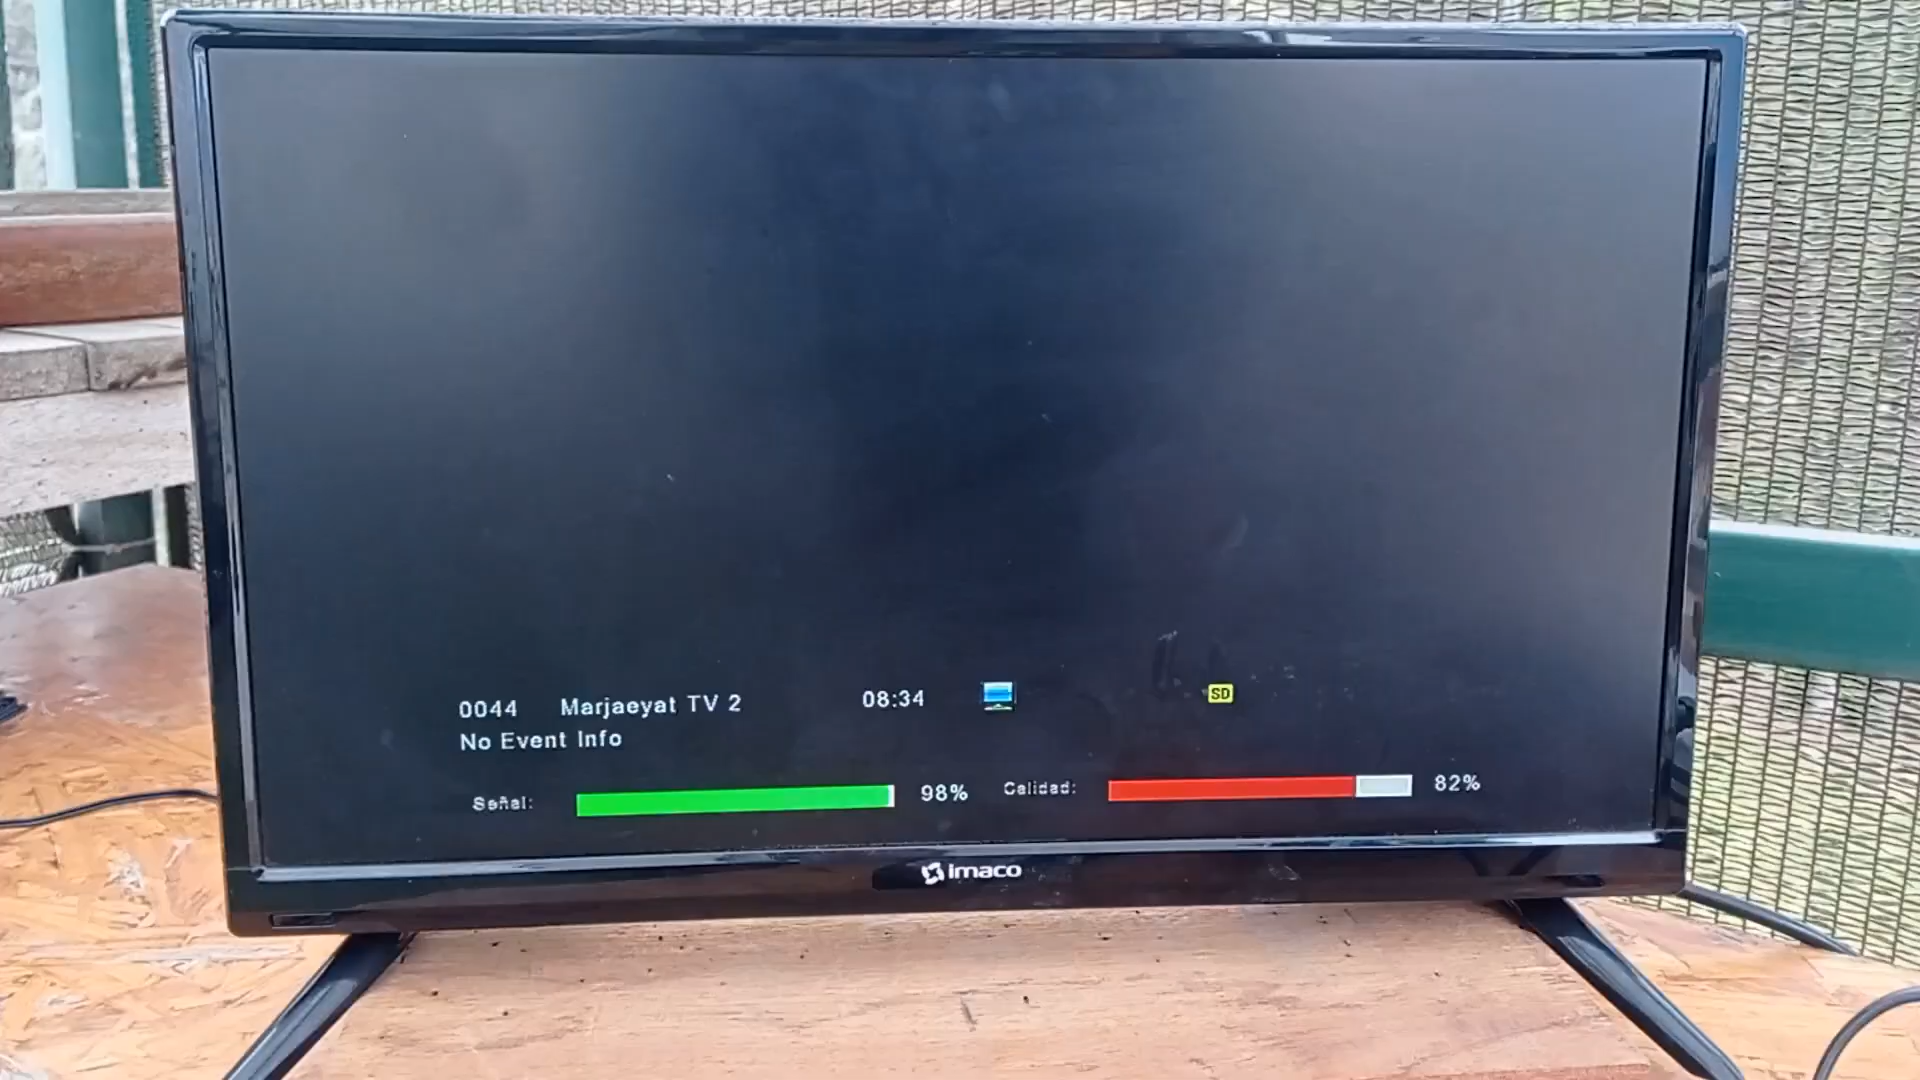 0044 Marjaeyat TV 2 08:34 SD
No Event Info
Señal: 98% Calidad: 82%
imaco